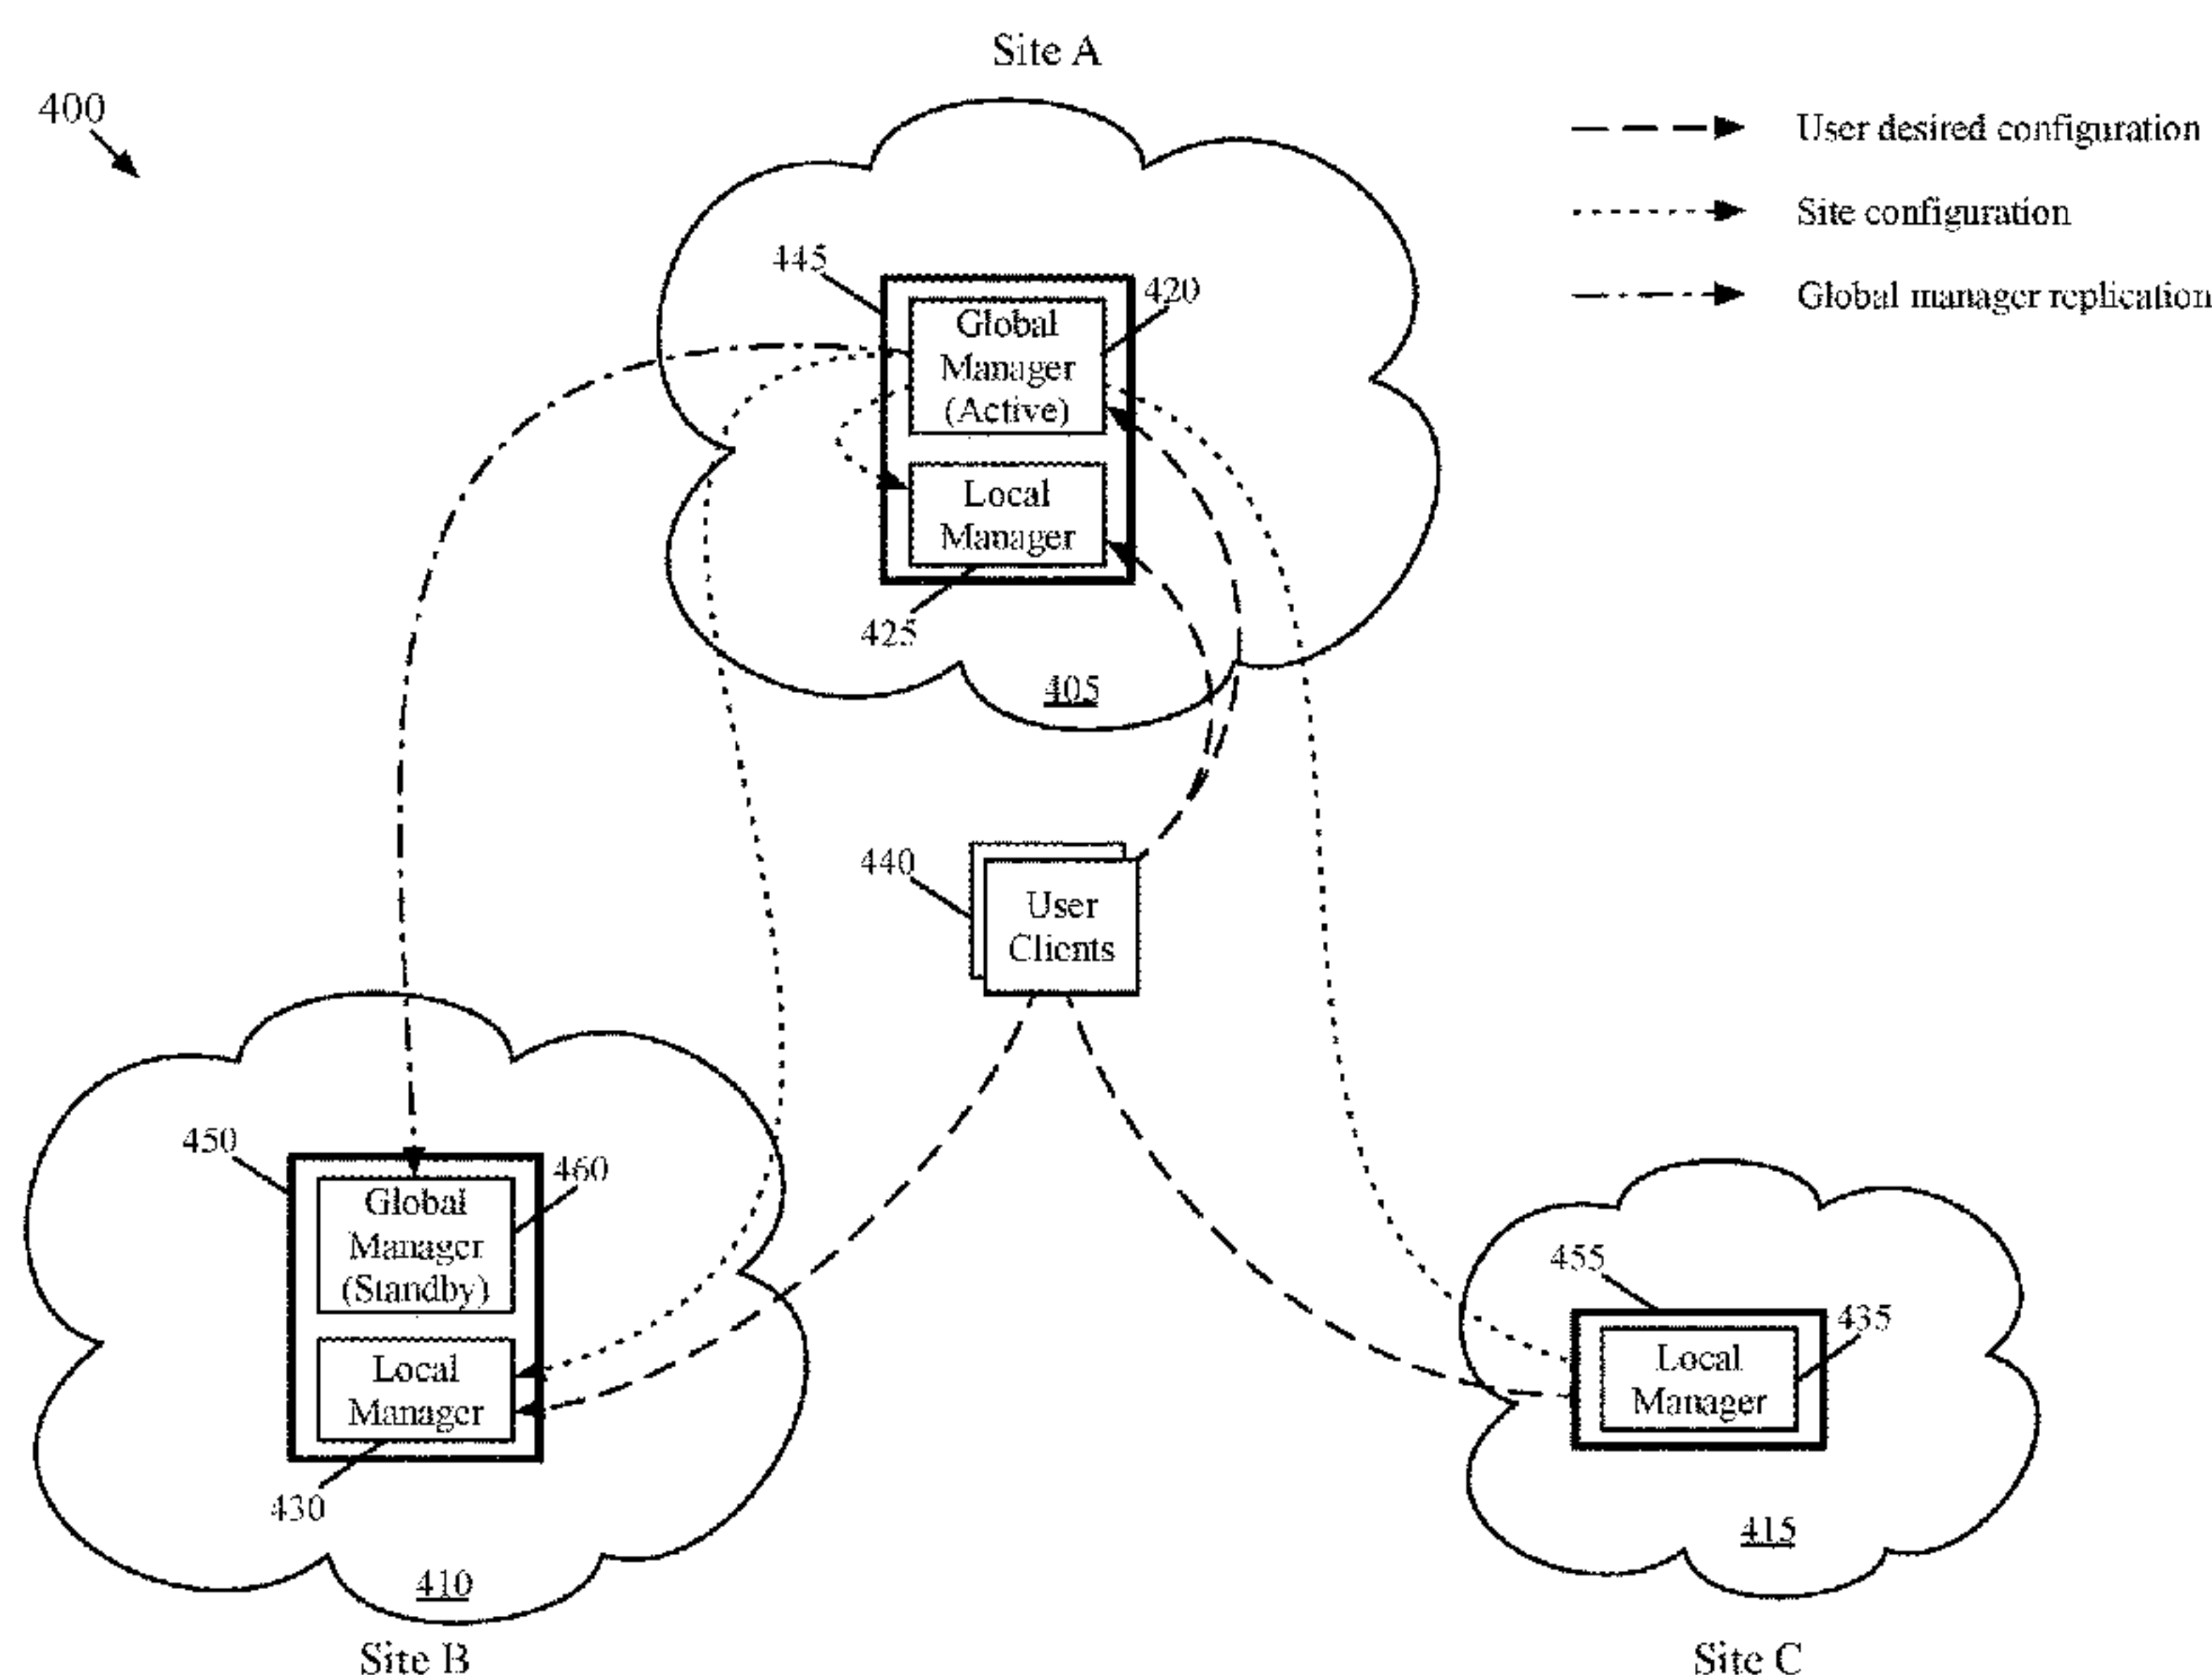 Site A
400
User desired configuration
Site configuration
Global manager replication
445
420
Global
Manager
(Active)
Local
Manager
425
405
440
User
Clients
450
460
Global
Manager
(Standby)
Local
Manager
430
410
Site B
455
435
Local
Manager
415
Site C